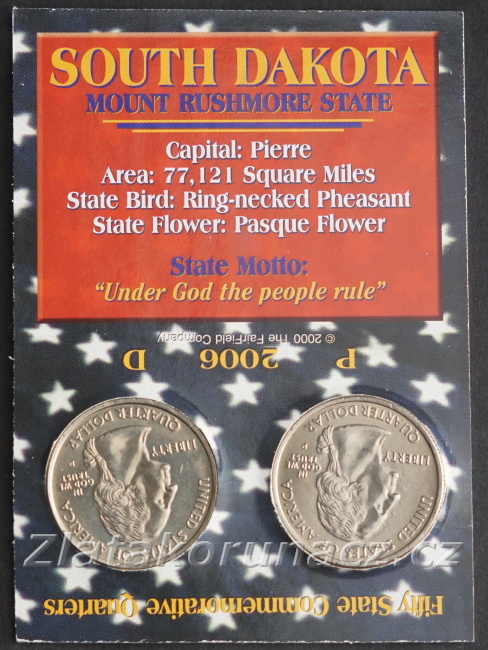 SOUTH DAKOTA
MOUNT RUSHMORE STATE
Capital: Pierre
Area: 77,121 Square Miles
State Bird: Ring-necked Pheasant
State Flower: Pasque Flower
State Motto:
“Under God the people rule”
© 2000 The FairField Company
P 2006 D
UNITED STATES OF AMERICA
LIBERTY
IN GOD WE TRUST
QUARTER DOLLAR
UNITED STATES OF AMERICA
LIBERTY
IN GOD WE TRUST
QUARTER DOLLAR
Zlatakorunacz.cz
Fifty State Commemorative Quarters